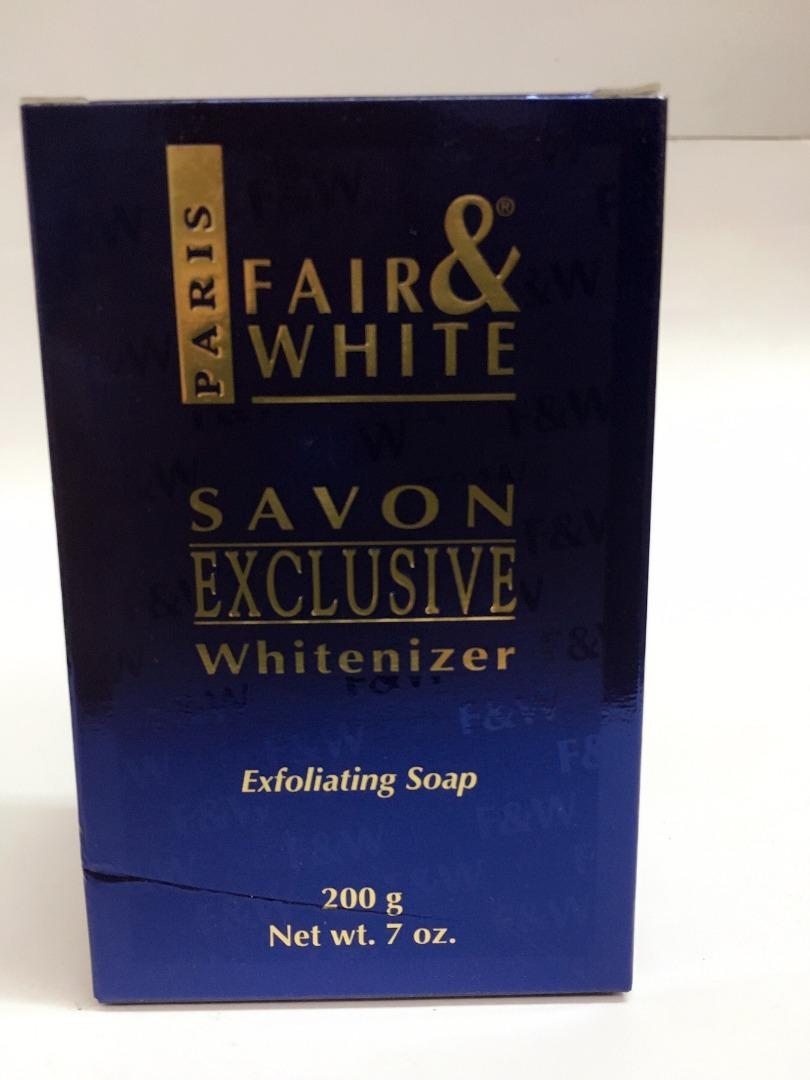 PARIS
FAIR &®
WHITE
SAVON
EXCLUSIVE
Whitenizer
Exfoliating Soap
200 g
Net wt. 7 oz.
F&W
F&W
F&W
F&W
F&W
F&W
F&W
F&W